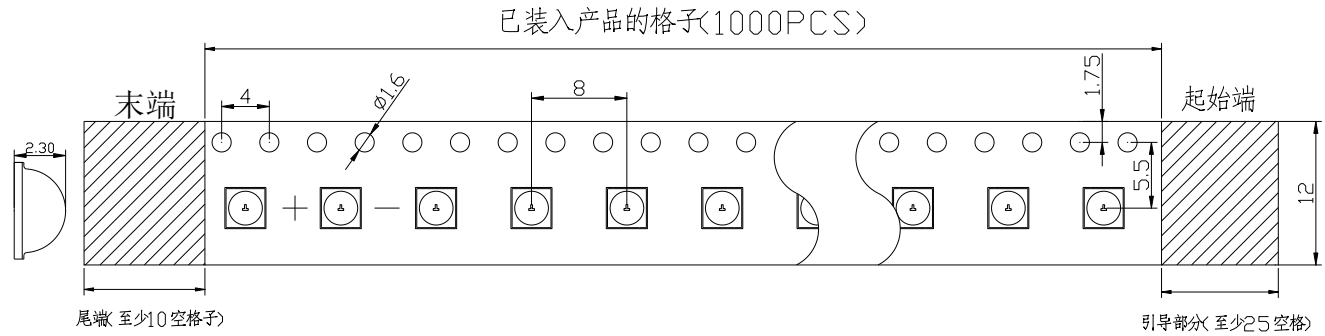 已装入产品的格子(1000PCS)
末端
起始端
4
Ø1.6
8
1.75
2.30
5.5
12
+
-
尾端(至少10空格子)
引导部分(至少25空格)